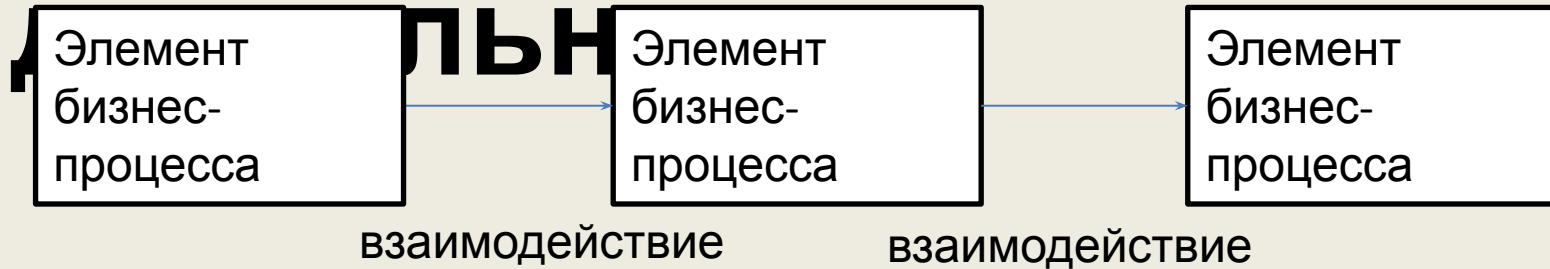 Элемент
бизнес-
процесса
Элемент
бизнес-
процесса
Элемент
бизнес-
процесса
взаимодействие
взаимодействие